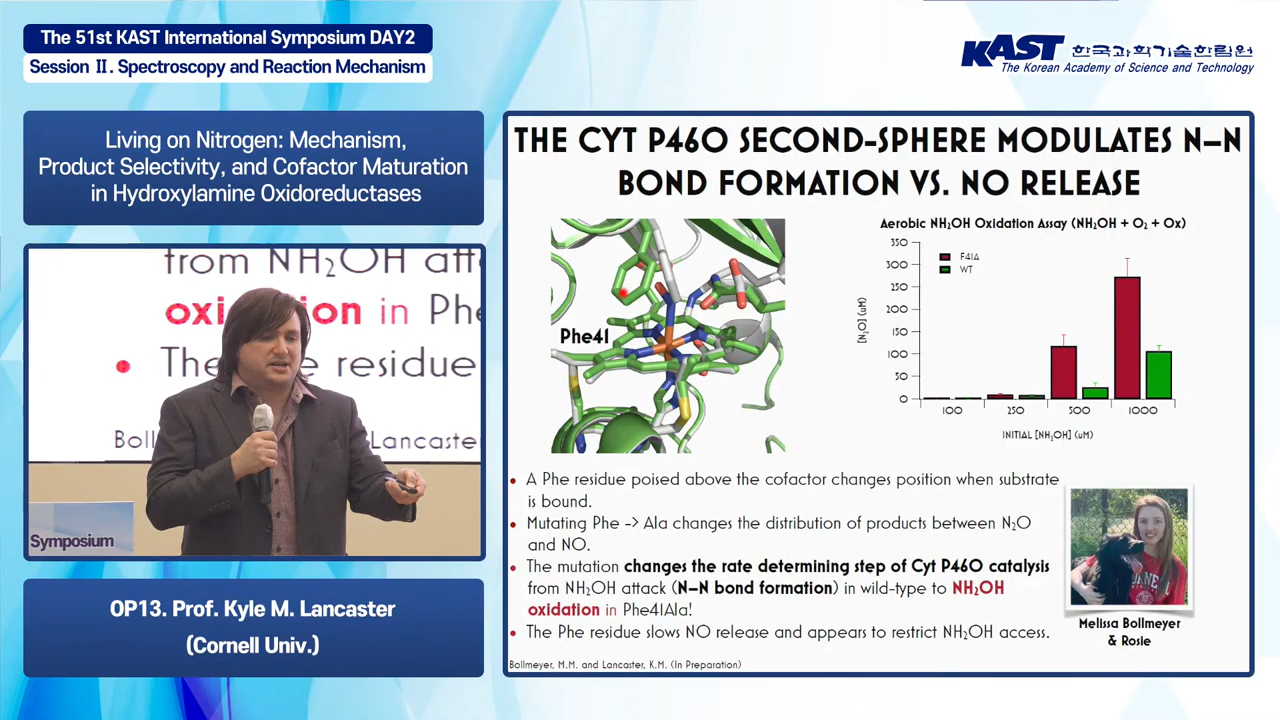 The 51st KAST International Symposium DAY2
Session Ⅱ. Spectroscopy and Reaction Mechanism
KAST 한국과학기술한림원
The Korean Academy of Science and Technology
Living on Nitrogen: Mechanism,
Product Selectivity, and Cofactor Maturation
in Hydroxylamine Oxidoreductases
from NH₂OH att
oxi on in Phe
The residue
Boll Lancaste
Symposium
OP13. Prof. Kyle M. Lancaster
(Cornell Univ.)
THE CYT P460 SECOND-SPHERE MODULATES N–N
BOND FORMATION VS. NO RELEASE
Phe41
Aerobic NH₂OH Oxidation Assay (NH₂OH + O₂ + Ox)
350
300
250
200
150
100
50
0
[N₂O] (uM)
F41A
WT
100 250 500 1000
INITIAL [NH₂OH] (uM)
• A Phe residue poised above the cofactor changes position when substrate
is bound.
• Mutating Phe -> Ala changes the distribution of products between N₂O
and NO.
• The mutation changes the rate determining step of Cyt P460 catalysis
from NH₂OH attack (N–N bond formation) in wild-type to NH₂OH
oxidation in Phe41Ala!
• The Phe residue slows NO release and appears to restrict NH₂OH access.
Melissa Bollmeyer
& Rosie
Bollmeyer, M.M. and Lancaster, K.M. (In Preparation)